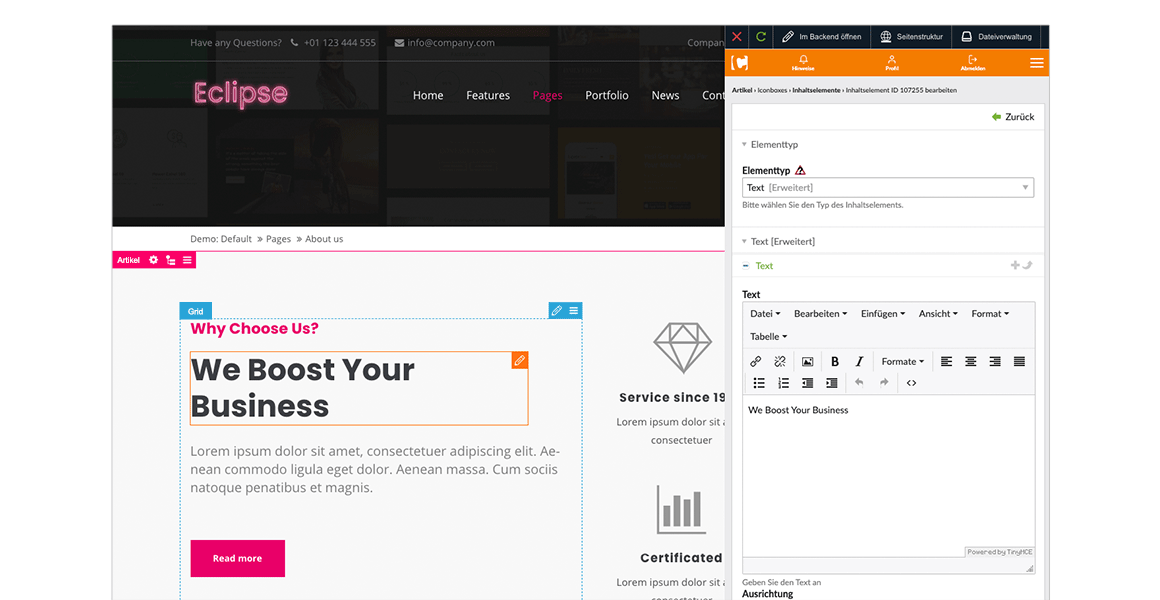 Have any Questions? +01 123 444 555 info@company.com Compan
Eclipse
Home Features Pages Portfolio News Cont
Demo: Default » Pages » About us
Artikel
Grid
Why Choose Us?
We Boost Your
Business
Lorem ipsum dolor sit amet, consectetuer adipiscing elit. Ae-
nean commodo ligula eget dolor. Aenean massa. Cum sociis
natoque penatibus et magnis.
Read more
Service since 19
Lorem ipsum dolor sit a
consectetuer
Certificated
Lorem ipsum dolor sit a
consectetuer
Im Backend öffnen Seitenstruktur Dateiverwaltung
Hinweise Profil Abmelden
Artikel › Iconboxes › Inhaltselemente › Inhaltselement ID 107255 bearbeiten
Zurück
Elementtyp
Elementtyp
Text [Erweitert]
Bitte wählen Sie den Typ des Inhaltselements.
Text [Erweitert]
Text
Text
Datei Bearbeiten Einfügen Ansicht Format
Tabelle
B I Formate
We Boost Your Business
Powered by TinyMCE
Geben Sie den Text an
Ausrichtung